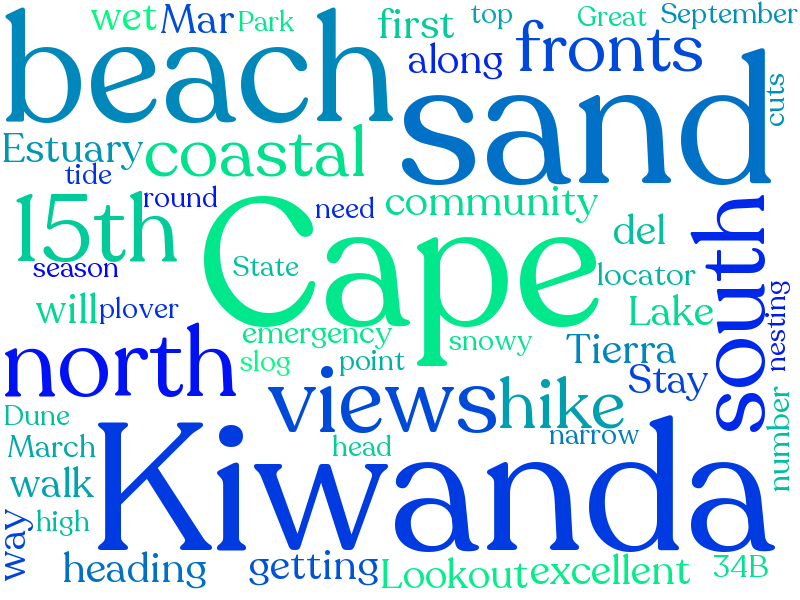 wet Mar Park first top Great September
beach along fronts
sand cuts
Estuary coastal
tide
15th round need community del
Cape
season State locator south
will plover Lake nesting
emergency snowy
north slog point Tierra
views hike Stay
Dune number
March head narrow
Kiwanda
walk
way high
heading getting Lookout excellent 34B